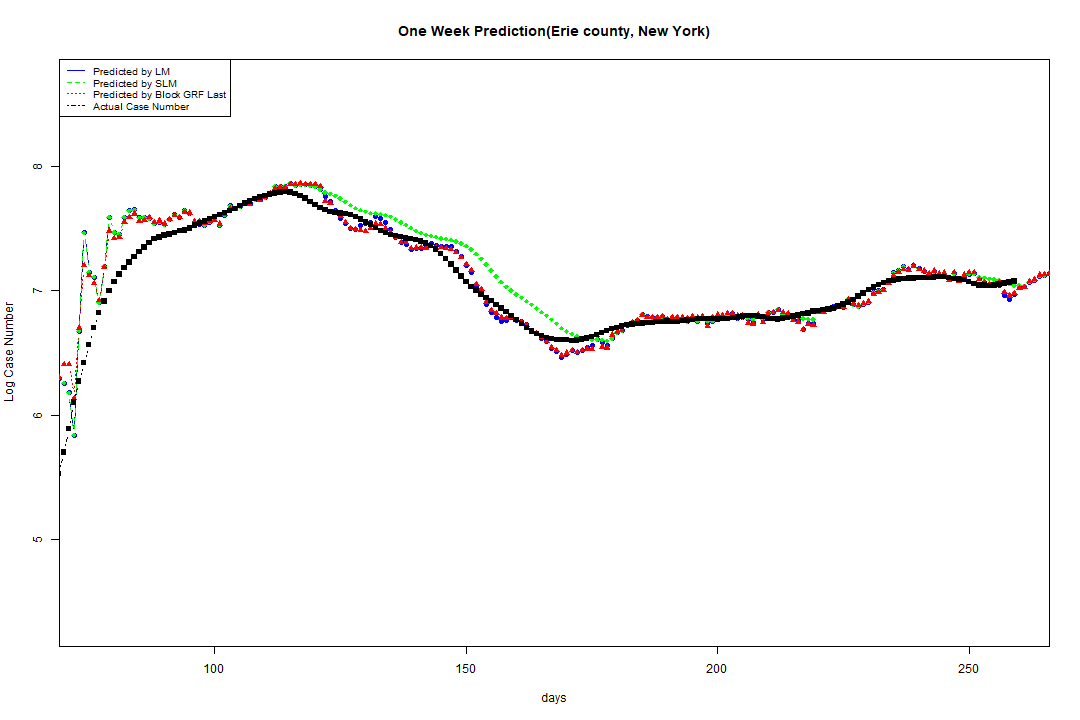 One Week Prediction(Erie county, New York)
Predicted by LM
Predicted by SLM
Predicted by Block GRF Last
Actual Case Number
8
7
6
5
Log Case Number
100 150 200 250
days